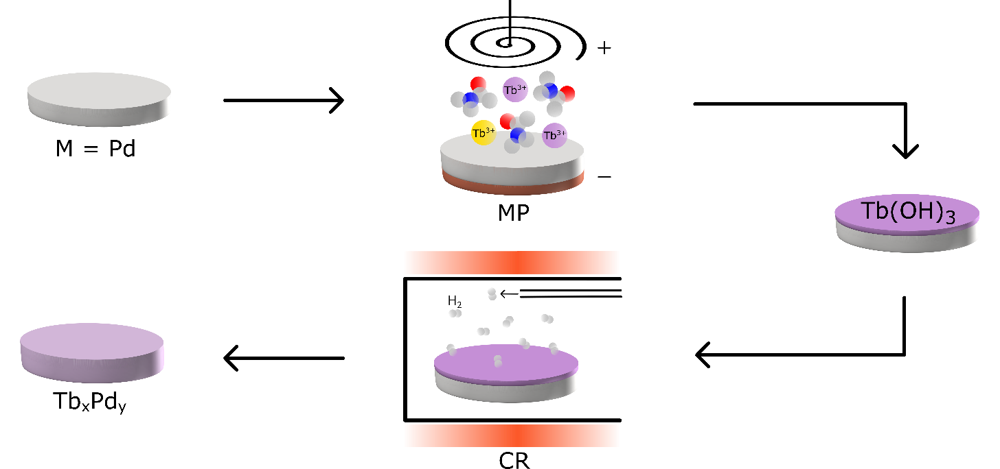 +
Tb³⁺
Tb³⁺
Tb³⁺
M = Pd
−
MP
Tb(OH)₃
H₂
TbₓPdᵧ
CR